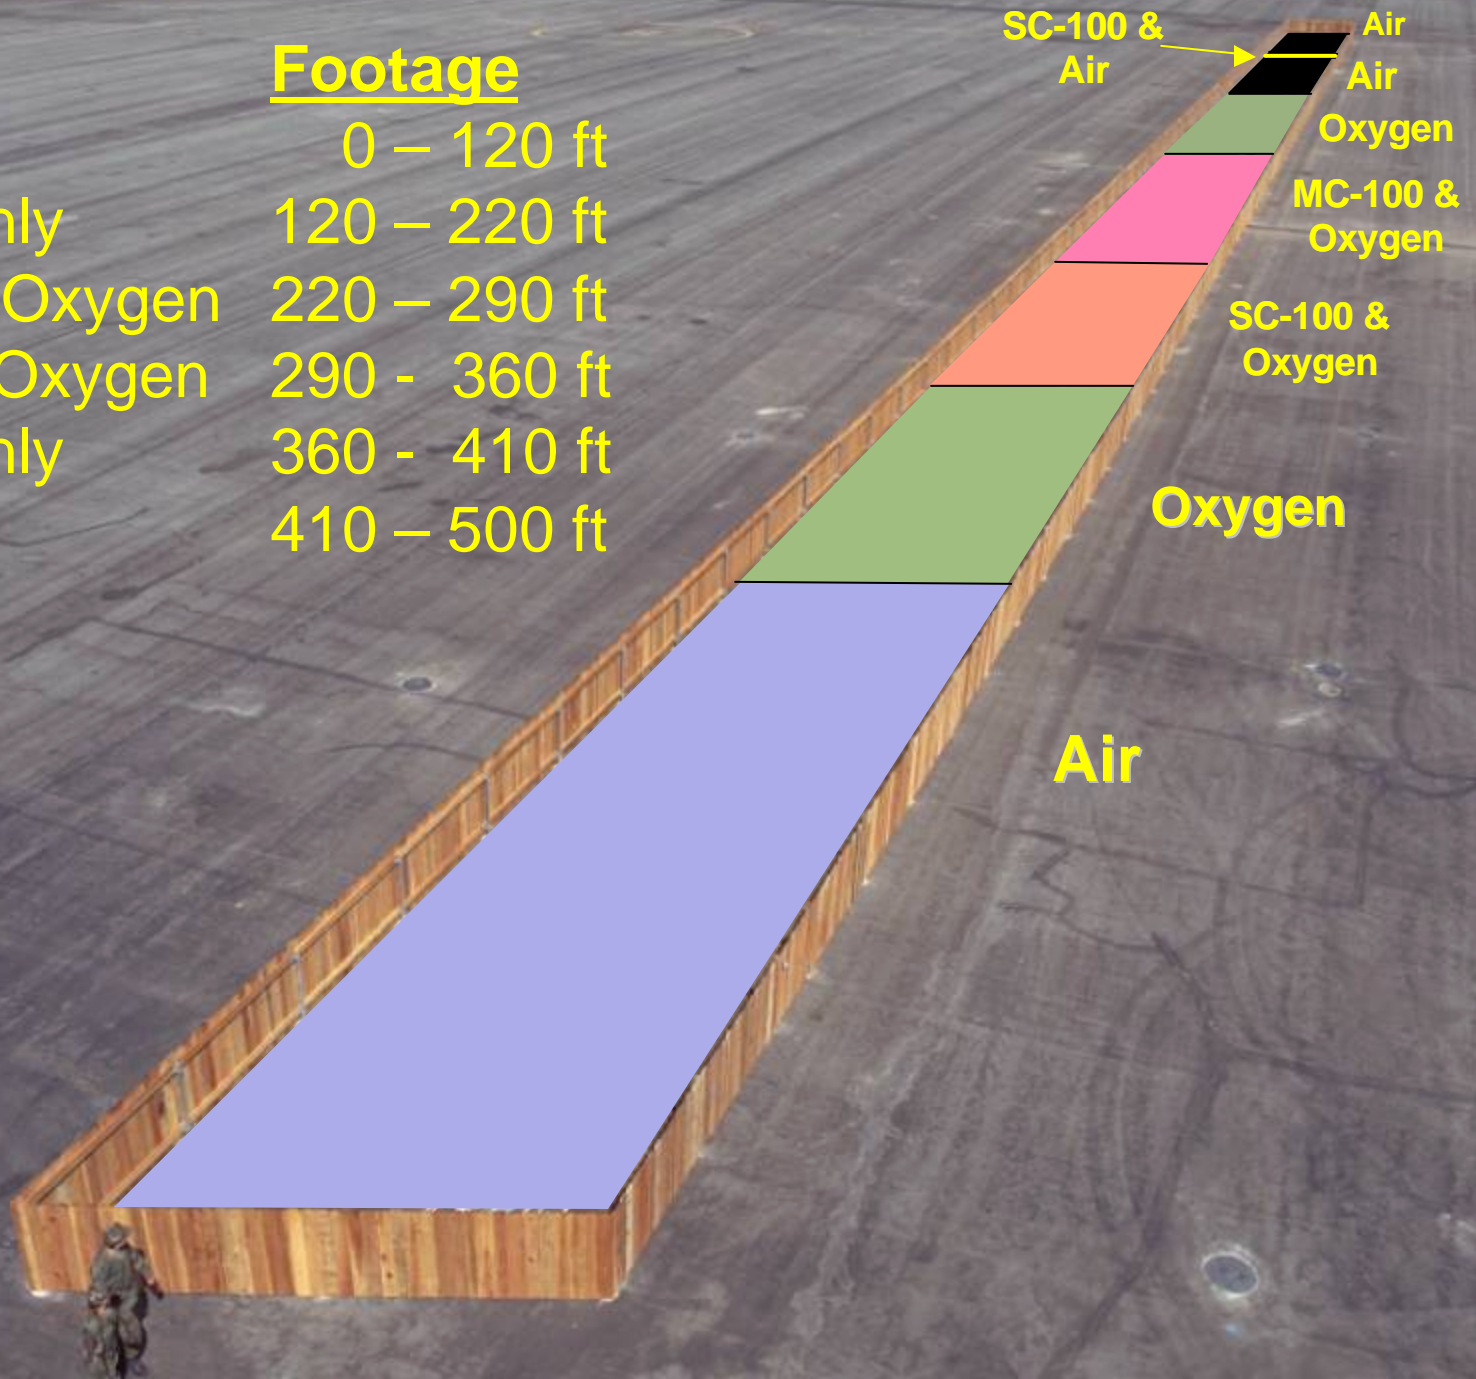 Footage
0 – 120 ft
nly 120 – 220 ft
Oxygen 220 – 290 ft
Oxygen 290 - 360 ft
nly 360 - 410 ft
410 – 500 ft
SC-100 &
Air
Air
Air
Oxygen
MC-100 &
Oxygen
SC-100 &
Oxygen
Oxygen
Air